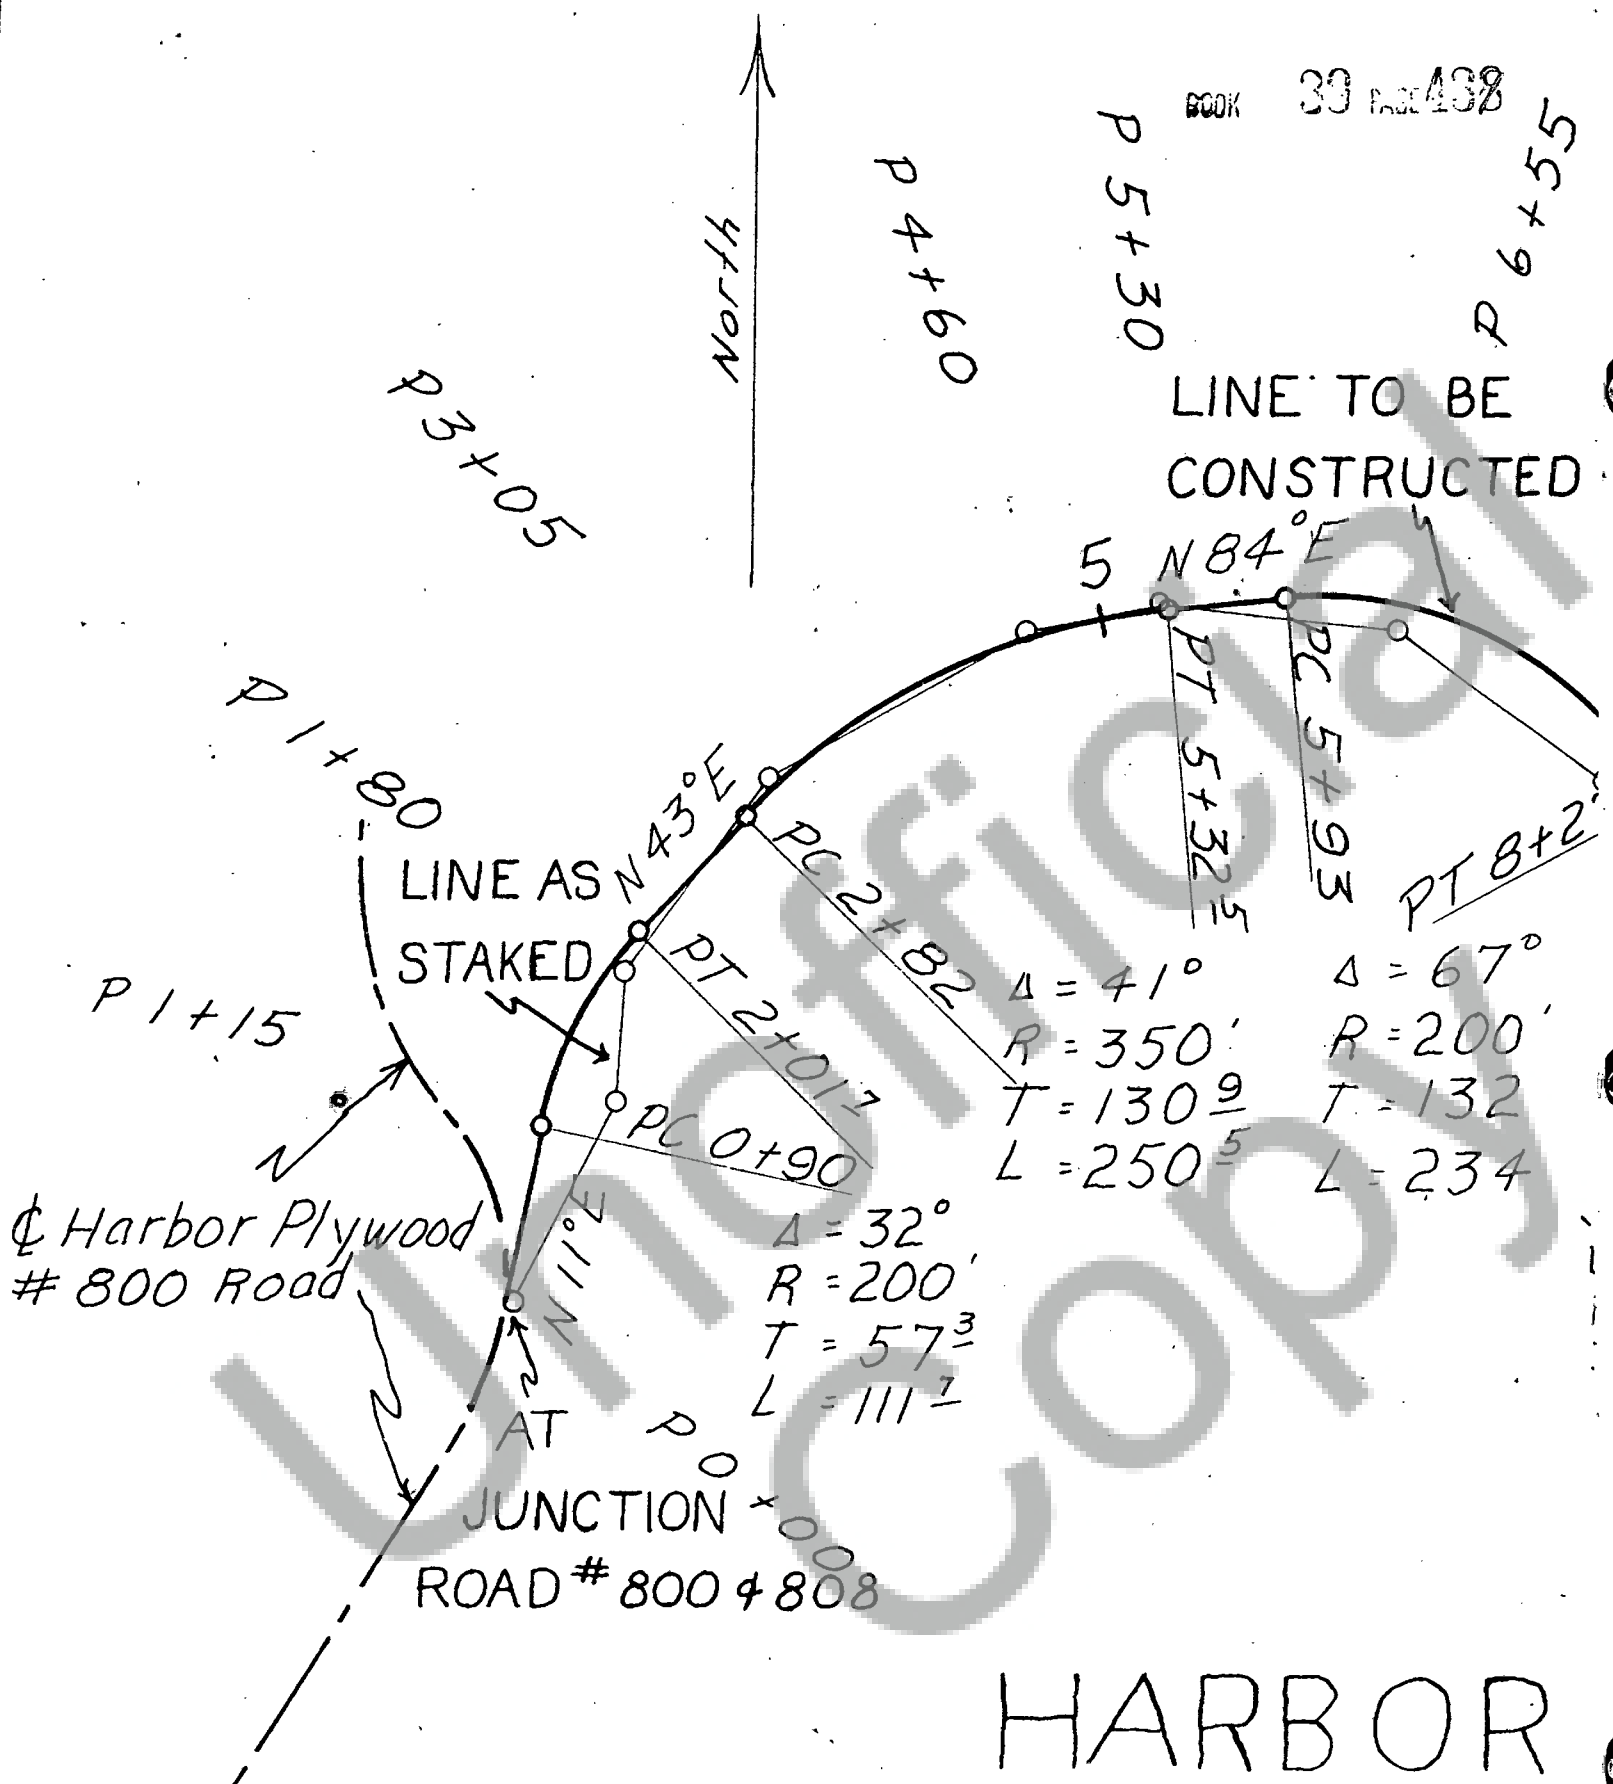 BOOK 39 PAGE 438
North
P 4+60
P 5+30
P 6+55
P 3+05
LINE TO BE
CONSTRUCTED
5
N 84° E
P 1+80
N 43° E
PT 5+32 5
PC 5+93
PT 8+2
LINE AS
STAKED
PC 2+82
PT 2+01 7
P 1+15
Δ = 41°
R = 350'
T = 130 9
L = 250 5
Δ = 67°
R = 200'
T = 132
L = 234
PC 0+90
N 11° E
Δ = 32°
R = 200'
T = 57 3
L = 111 7
℄ Harbor Plywood
# 800 Road
P 0+00
AT
JUNCTION
ROAD # 800 & 808
HARBOR
Unofficial
Copy